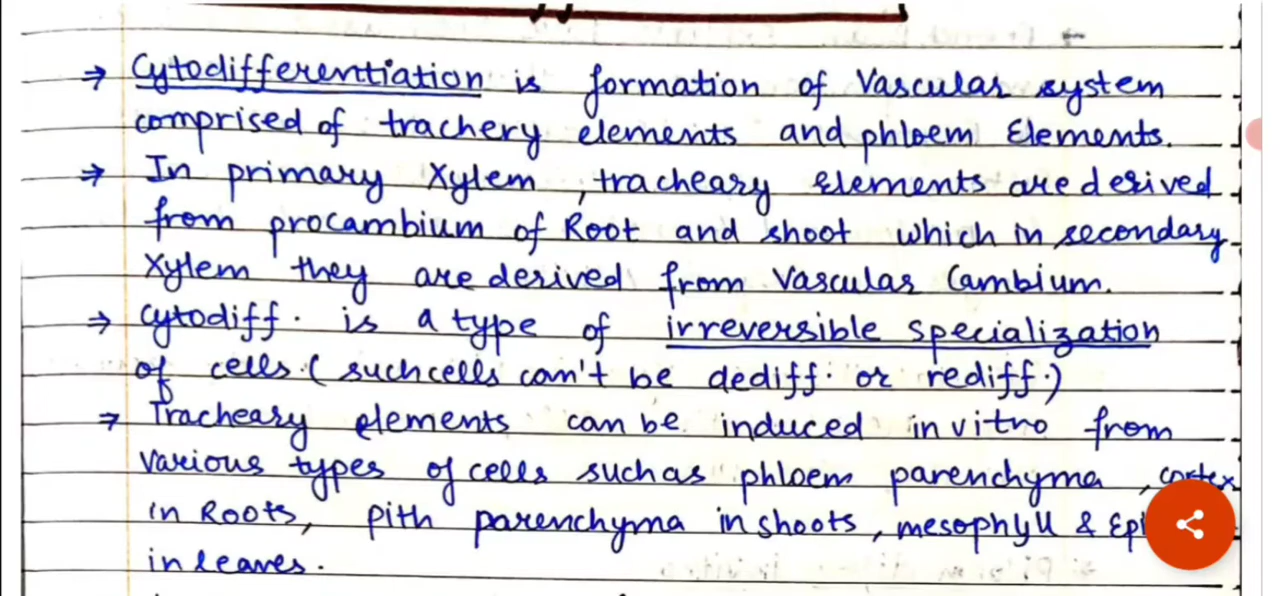 → Cytodifferentiation is formation of Vascular system
comprised of trachery elements and phloem Elements.
→ In primary Xylem, tracheary elements are derived
from procambium of Root and shoot which in secondary
Xylem they are derived from Vascular Cambium.
→ Cytodiff. is a type of irreversible specialization
of cells. (such cells can't be dediff. or rediff.)
→ Tracheary elements can be induced in vitro from
various types of cells such as phloem parenchyma, cortex
in Roots, pith parenchyma in shoots, mesophyll &
in leaves.